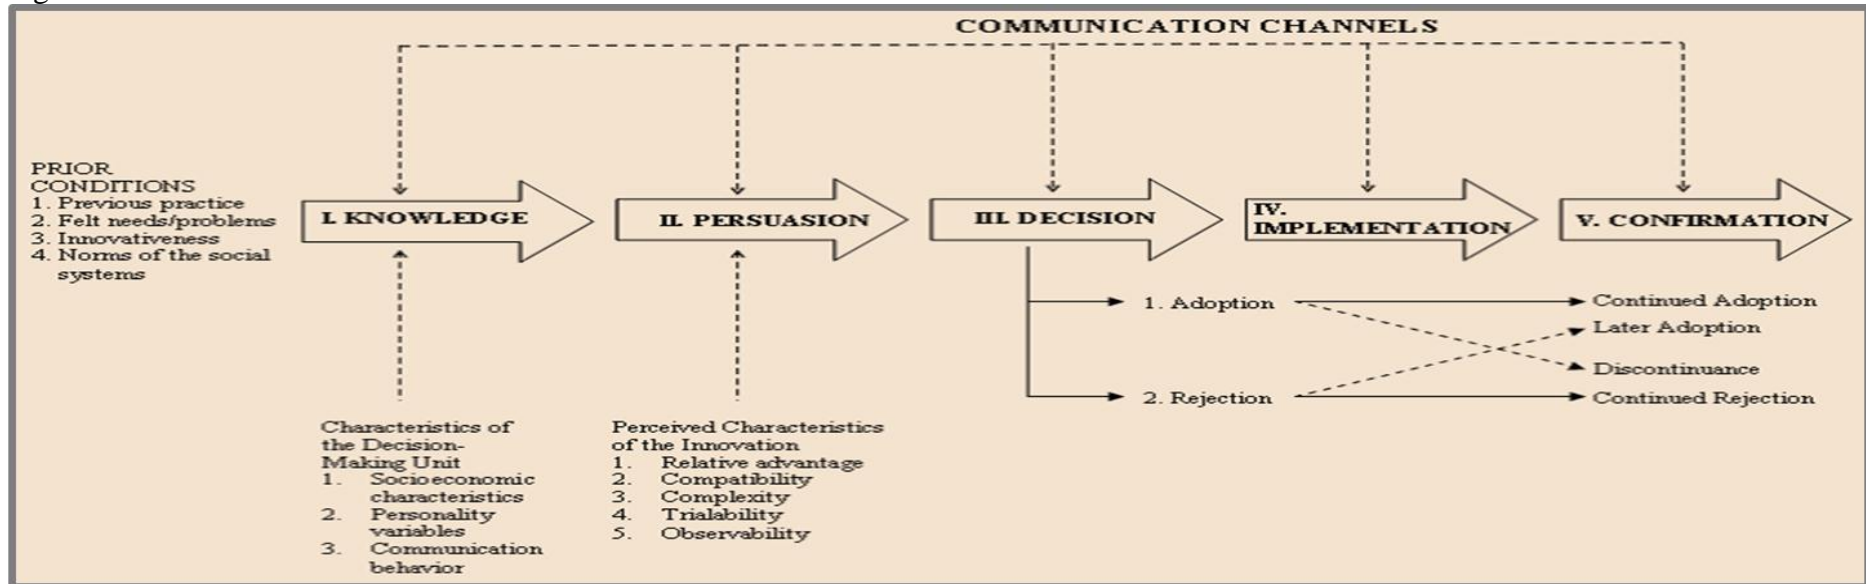 COMMUNICATION CHANNELS
PRIOR
CONDITIONS
1. Previous practice
2. Felt needs/problems
3. Innovativeness
4. Norms of the social
systems
I. KNOWLEDGE
II. PERSUASION
III. DECISION
IV.
IMPLEMENTATION
V. CONFIRMATION
1. Adoption
2. Rejection
Continued Adoption
Later Adoption
Discontinuance
Continued Rejection
Characteristics of
the Decision-
Making Unit
1. Socioeconomic
characteristics
2. Personality
variables
3. Communication
behavior
Perceived Characteristics
of the Innovation
1. Relative advantage
2. Compatibility
3. Complexity
4. Trialability
5. Observability